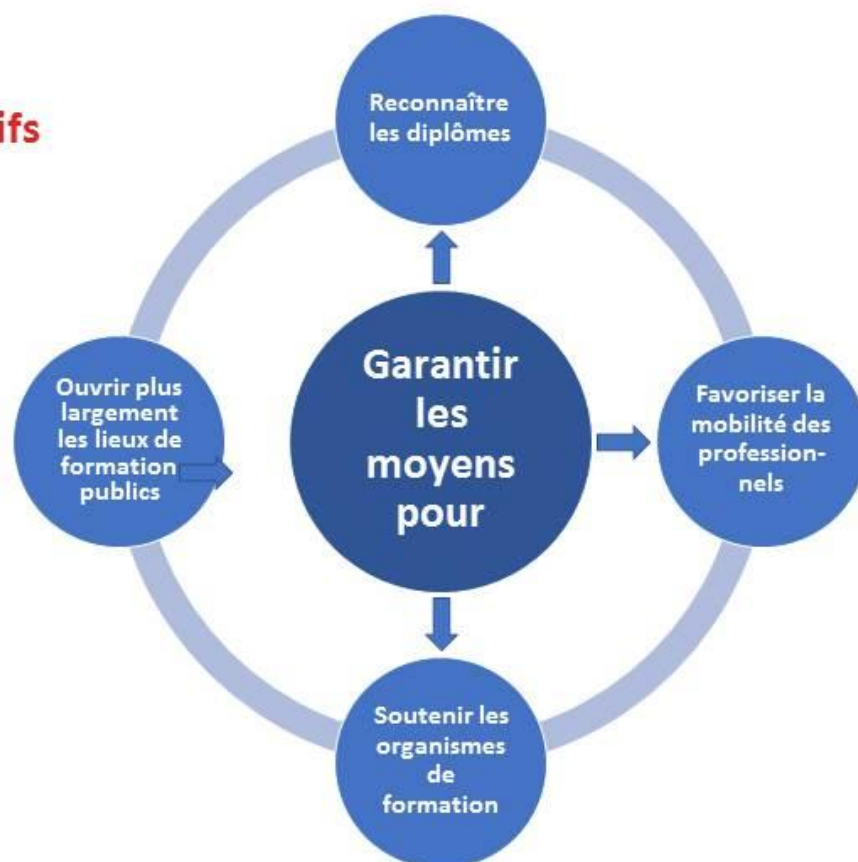 ifs
Reconnaître
les diplômes
Ouvrir plus
largement
les lieux de
formation
publics
Garantir
les
moyens
pour
Favoriser la
mobilité des
profession-
nels
Soutenir les
organismes
de
formation